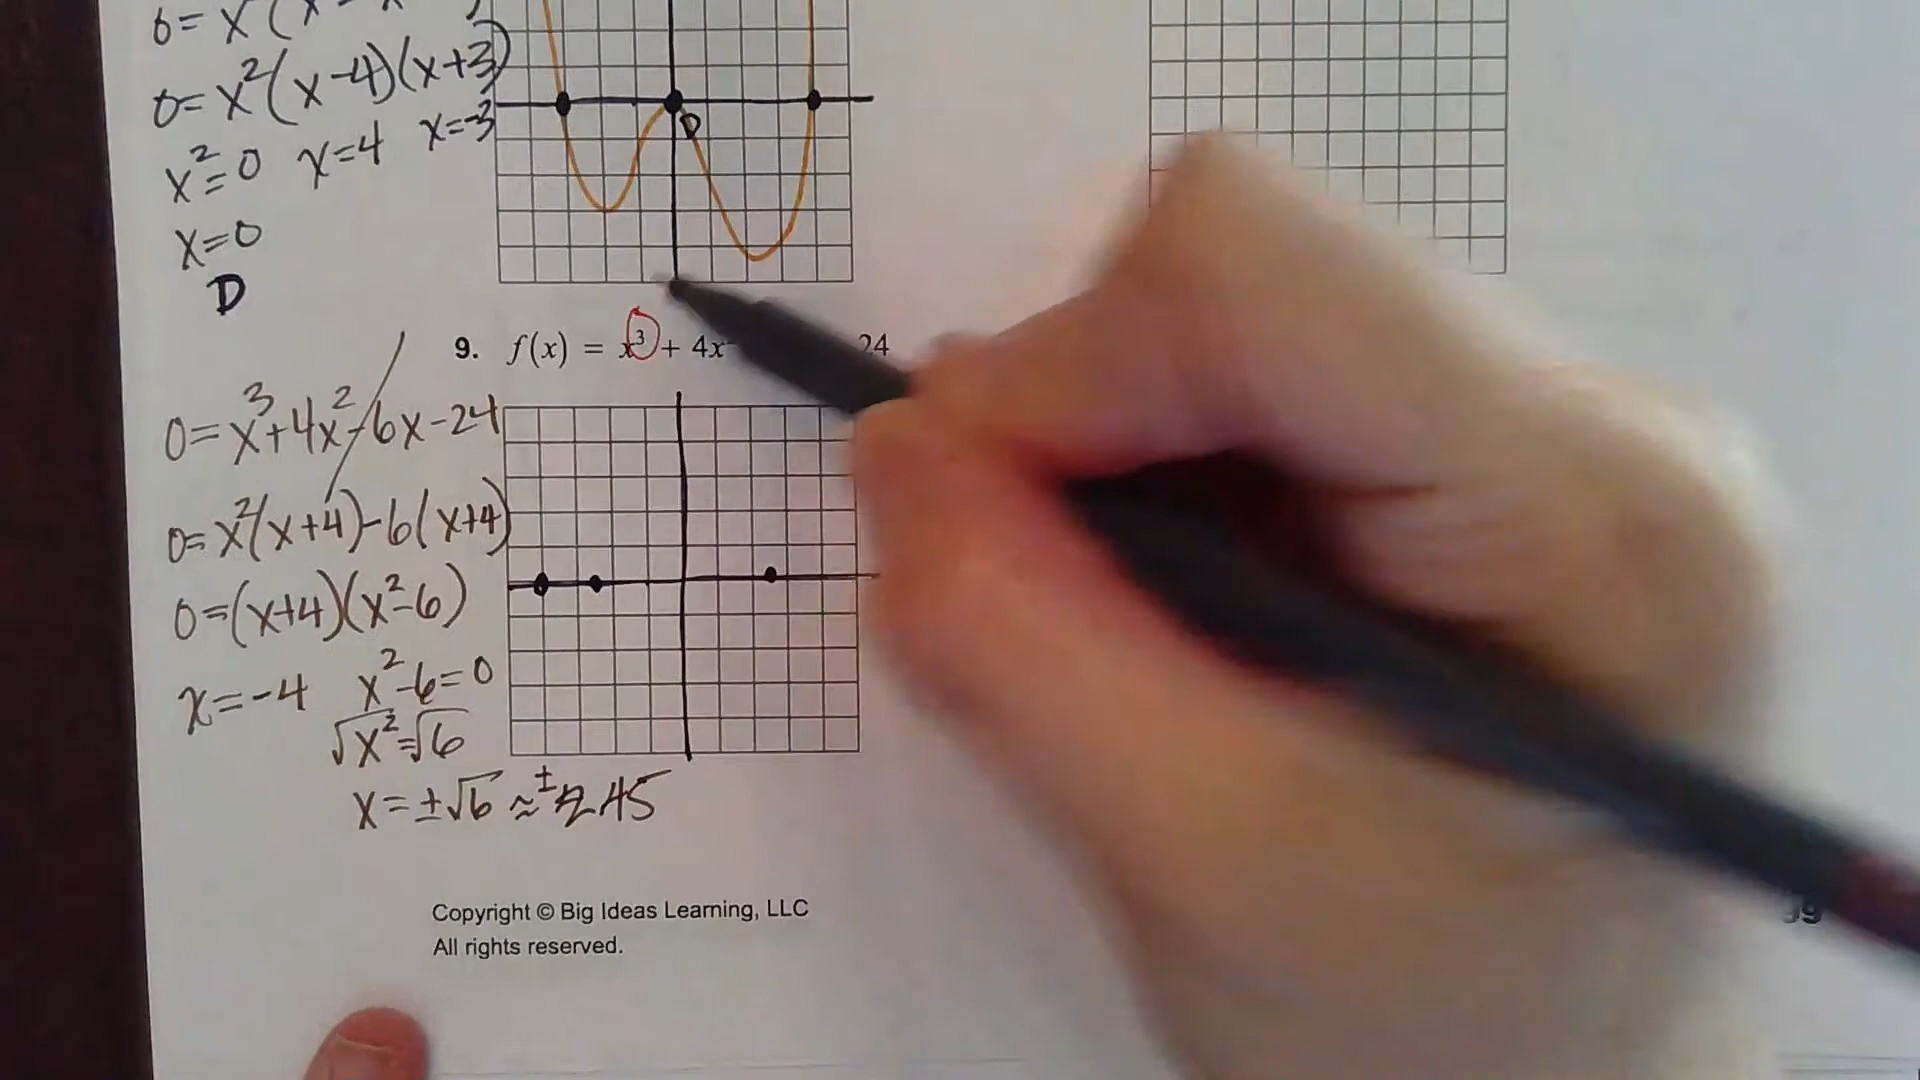 0=x²(x-4)(x+3)
x²=0 x=4 x=-3
x=0
D
D
9. f(x) = x³ + 4x 24
0=x³+4x²-6x-24
0=x²(x+4)-6(x+4)
0=(x+4)(x²-6)
x=-4 x²-6=0
√x²=√6
x=±√6≈±2.45
Copyright © Big Ideas Learning, LLC
All rights reserved.